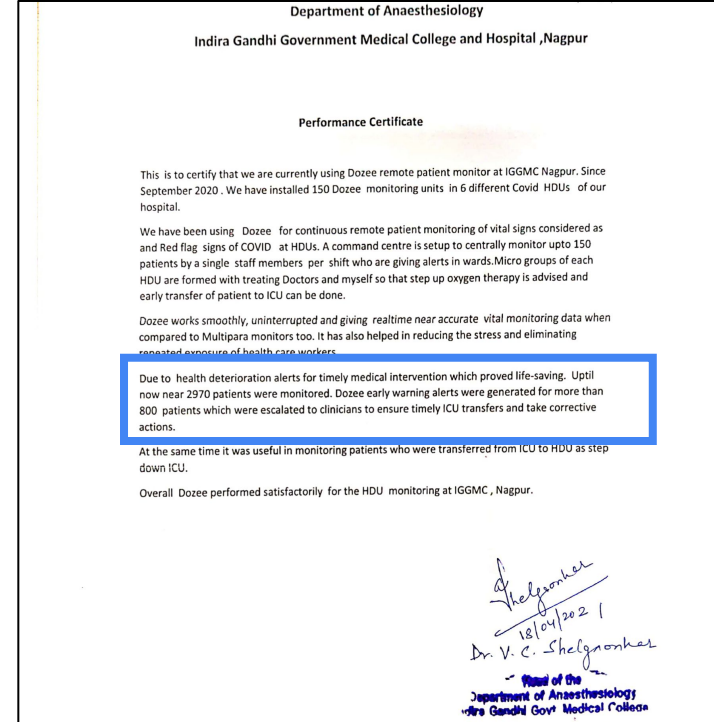 Department of Anaesthesiology
Indira Gandhi Government Medical College and Hospital ,Nagpur
Performance Certificate
This is to certify that we are currently using Dozee remote patient monitor at IGGMC Nagpur. Since
September 2020 . We have installed 150 Dozee monitoring units in 6 different Covid HDUs of our
hospital.
We have been using Dozee for continuous remote patient monitoring of vital signs considered as
and Red flag signs of COVID at HDUs. A command centre is setup to centrally monitor upto 150
patients by a single staff members per shift who are giving alerts in wards.Micro groups of each
HDU are formed with treating Doctors and myself so that step up oxygen therapy is advised and
early transfer of patient to ICU can be done.
Dozee works smoothly, uninterrupted and giving realtime near accurate vital monitoring data when
compared to Multipara monitors too. It has also helped in reducing the stress and eliminating
repeated exposure of health care workers
Due to health deterioration alerts for timely medical intervention which proved life-saving. Uptil
now near 2970 patients were monitored. Dozee early warning alerts were generated for more than
800 patients which were escalated to clinicians to ensure timely ICU transfers and take corrective
actions.
At the same time it was useful in monitoring patients who were transferred from ICU to HDU as step
down ICU.
Overall Dozee performed satisfactorily for the HDU monitoring at IGGMC , Nagpur.
18/04/2021
Dr. V. C. Shelgaonkar
Head of the
Department of Anaesthesiology
Indira Gandhi Govt Medical College